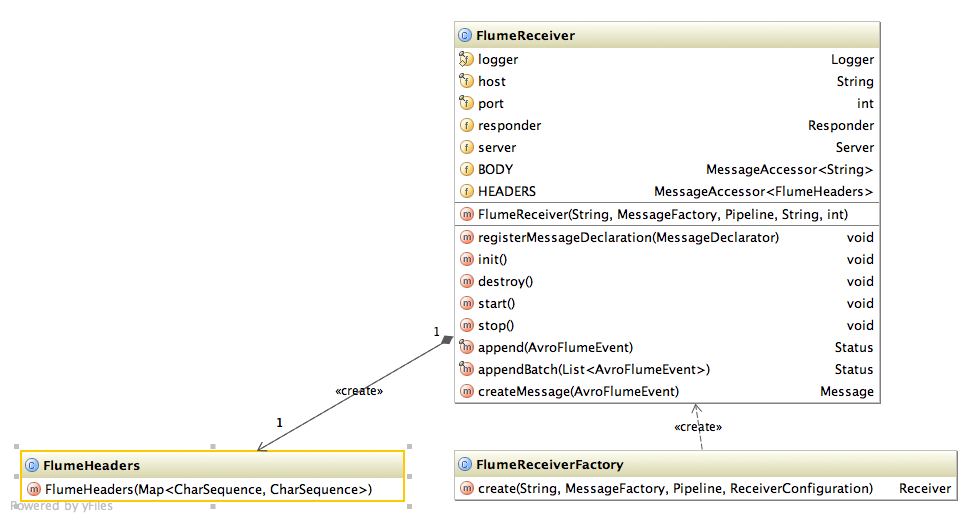 FlumeReceiver
logger Logger
host String
port int
responder Responder
server Server
BODY MessageAccessor<String>
HEADERS MessageAccessor<FlumeHeaders>
FlumeReceiver(String, MessageFactory, Pipeline, String, int)
registerMessageDeclaration(MessageDeclarator) void
init() void
destroy() void
start() void
stop() void
append(AvroFlumeEvent) Status
appendBatch(List<AvroFlumeEvent>) Status
createMessage(AvroFlumeEvent) Message
1
«create»
1
«create»
FlumeHeaders
FlumeHeaders(Map<CharSequence, CharSequence>)
FlumeReceiverFactory
create(String, MessageFactory, Pipeline, ReceiverConfiguration) Receiver
Powered by yFiles